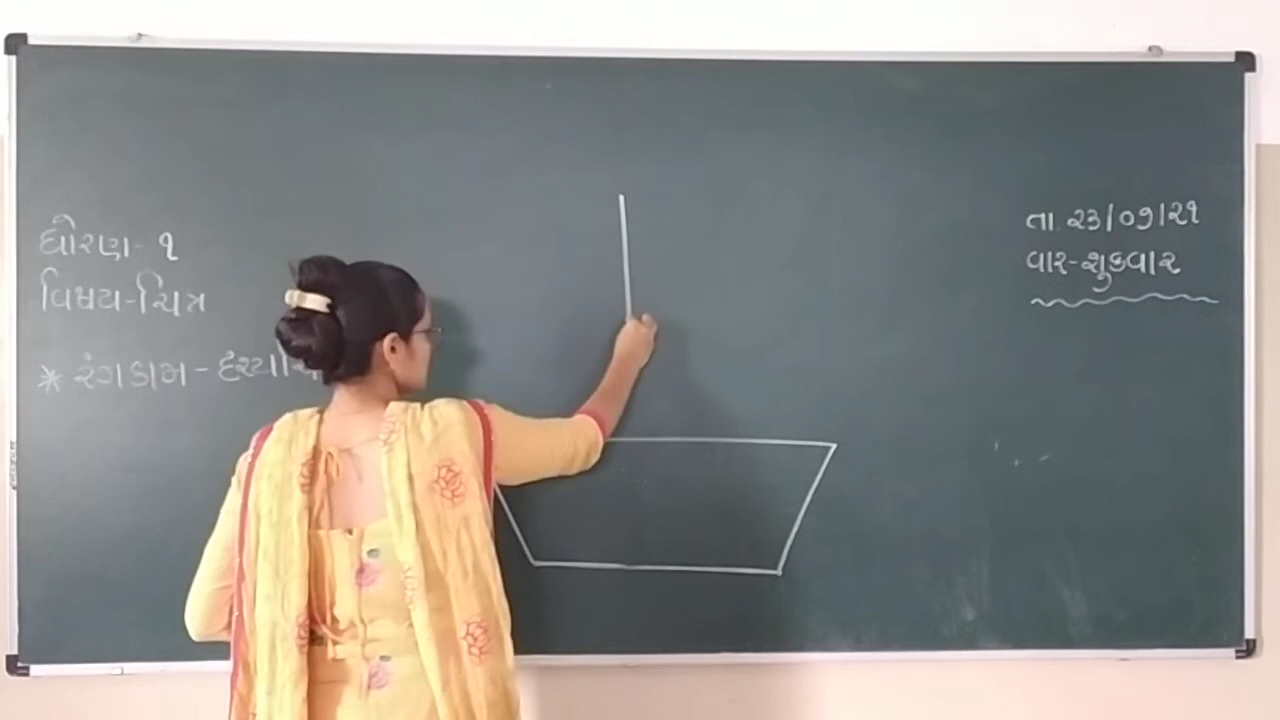 ધોરણ - ૧
વિષય-ચિત્ર
* રંગકામ -
તા. ૨૩/૦૭/૨૧
વાર-શુક્રવાર